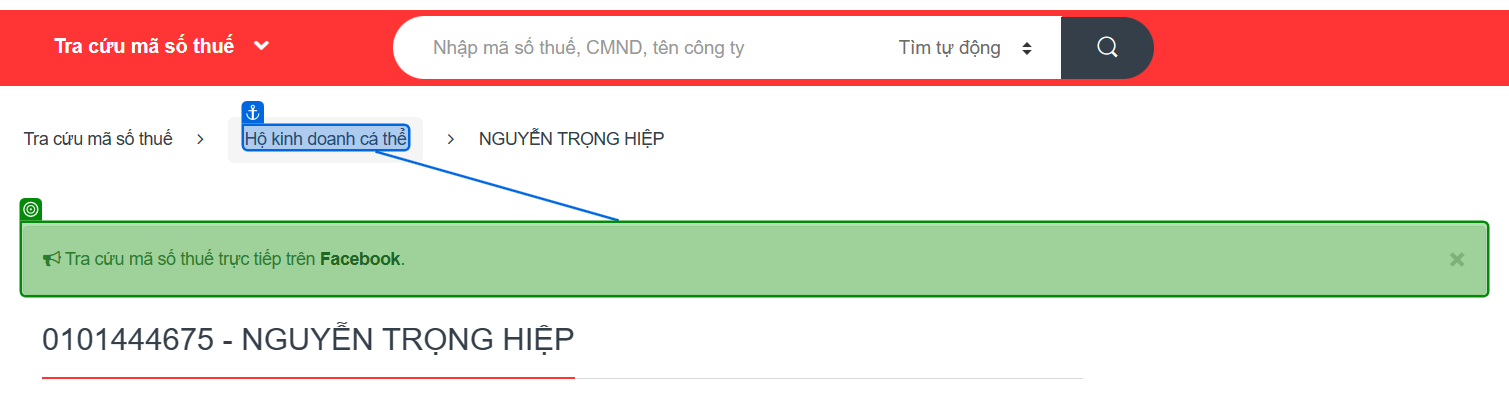 Tra cứu mã số thuế
Nhập mã số thuế, CMND, tên công ty
Tìm tự động
Tra cứu mã số thuế > Hộ kinh doanh cá thể > NGUYỄN TRỌNG HIỆP
Tra cứu mã số thuế trực tiếp trên Facebook. ×
0101444675 - NGUYỄN TRỌNG HIỆP